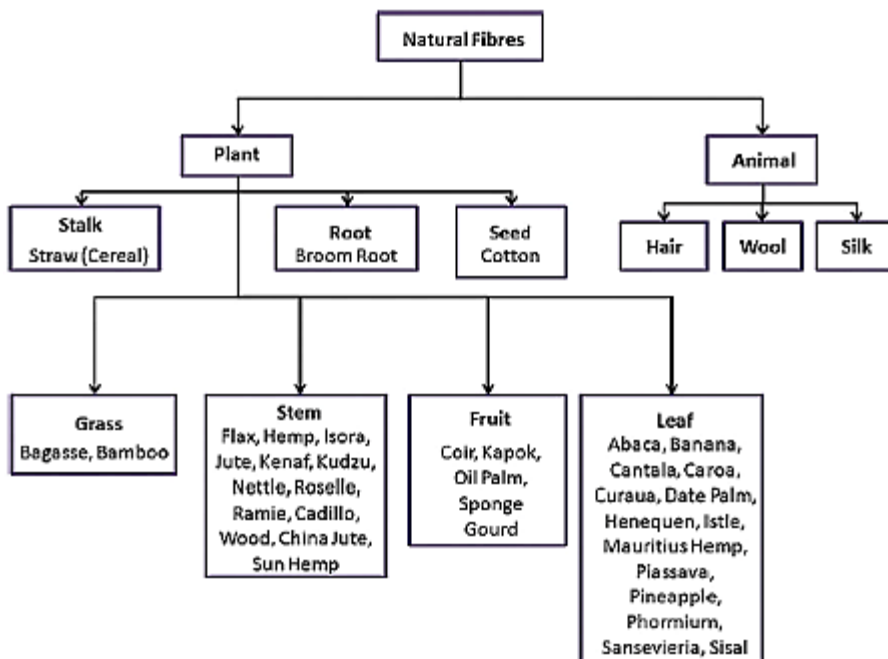 Natural Fibres
Plant
Animal
Stalk
Straw (Cereal)
Root
Broom Root
Seed
Cotton
Hair
Wool
Silk
Grass
Bagasse, Bamboo
Stem
Flax, Hemp, Isora,
Jute, Kenaf, Kudzu,
Nettle, Roselle,
Ramie, Cadillo,
Wood, China Jute,
Sun Hemp
Fruit
Coir, Kapok,
Oil Palm,
Sponge
Gourd
Leaf
Abaca, Banana,
Cantala, Caroa,
Curaua, Date Palm,
Henequen, Istle,
Mauritius Hemp,
Piassava,
Pineapple,
Phormium,
Sansevieria, Sisal